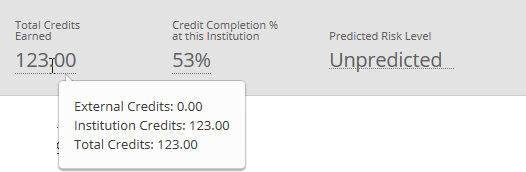 Total Credits
Earned
123.00
Credit Completion %
at this Institution
53%
Predicted Risk Level
Unpredicted
External Credits: 0.00
Institution Credits: 123.00
Total Credits: 123.00